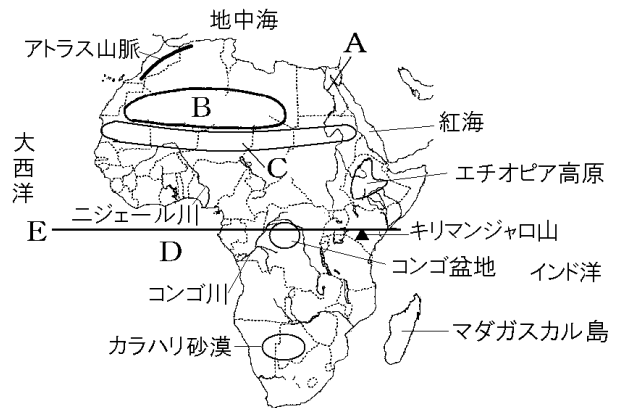 地中海
アトラス山脈
A
B
大西洋
紅海
C
エチオピア高原
ニジェール川
E
D
キリマンジャロ山
コンゴ盆地
インド洋
コンゴ川
マダガスカル島
カラハリ砂漠